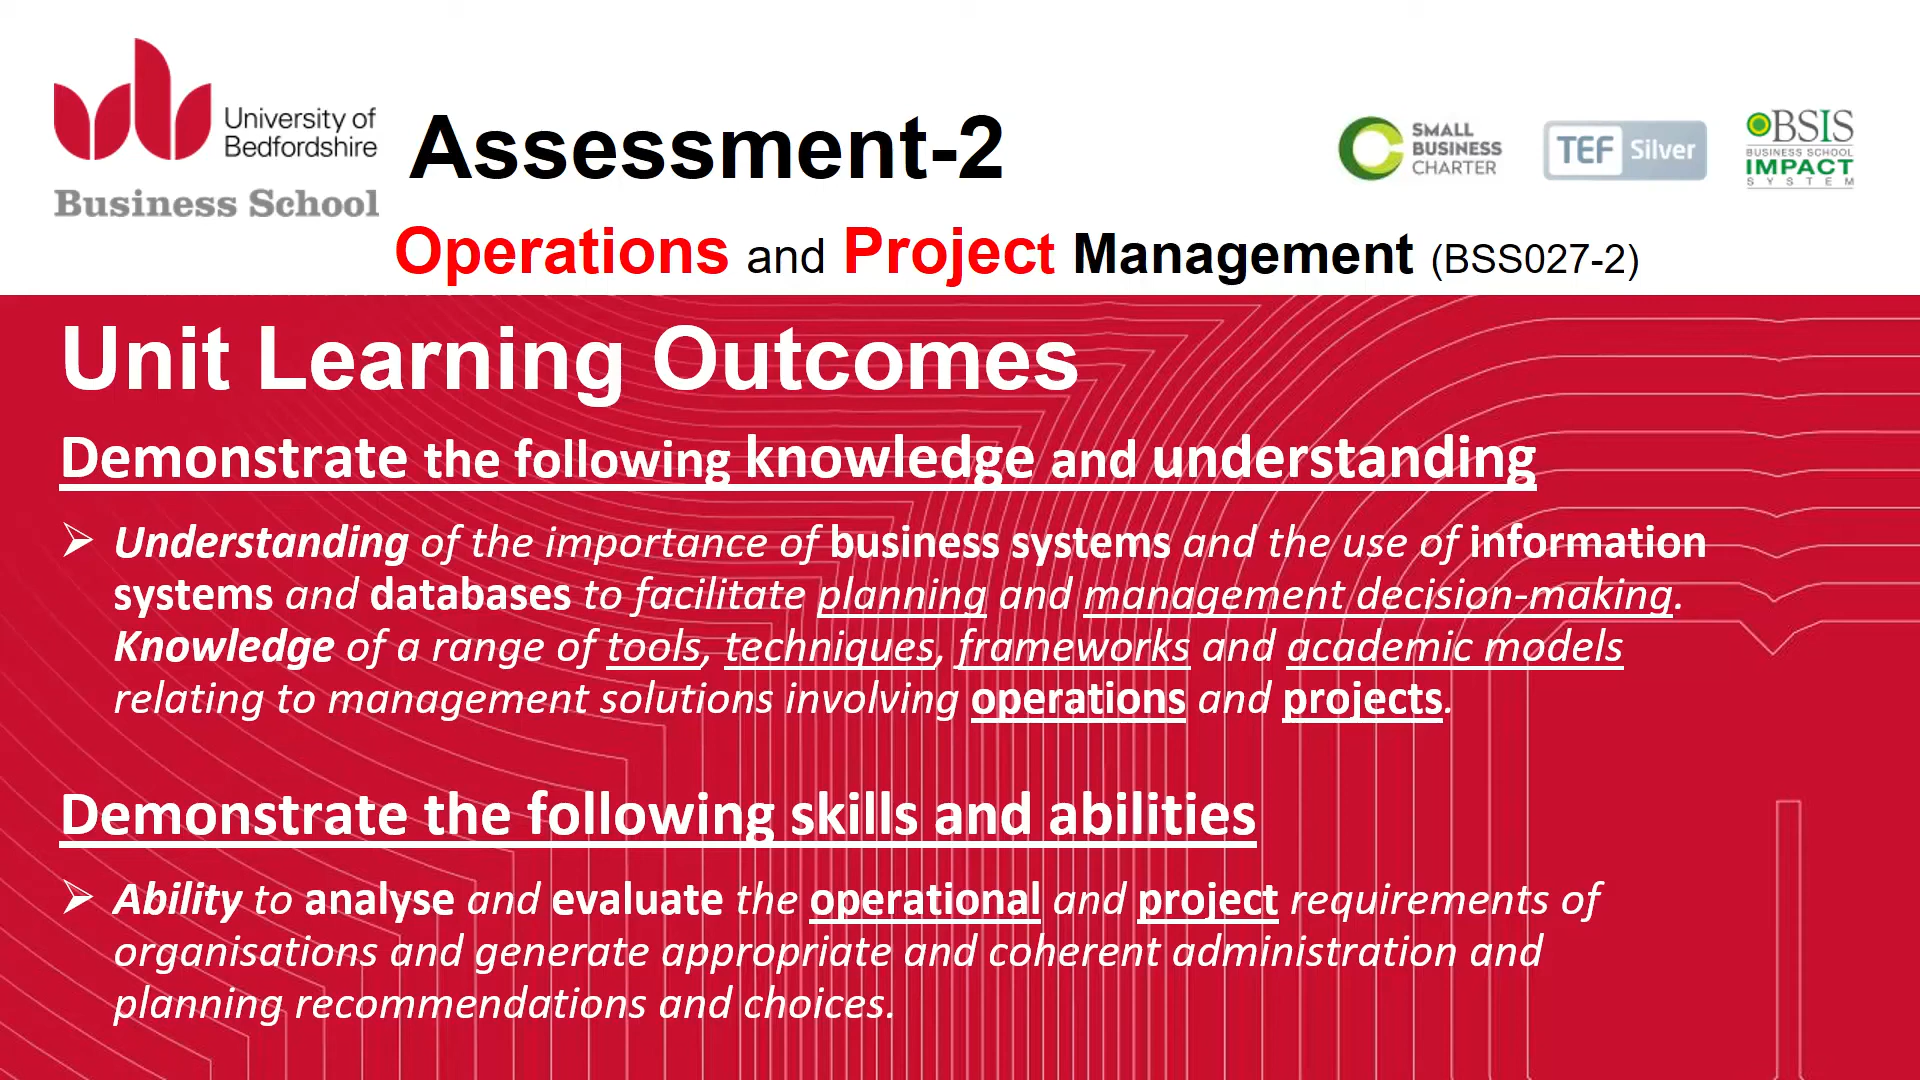 University of
Bedfordshire
Business School
Assessment-2
SMALL
BUSINESS
CHARTER
TEF Silver
BSIS
BUSINESS SCHOOL
IMPACT
SYSTEM
Operations and Project Management (BSS027-2)
Unit Learning Outcomes
Demonstrate the following knowledge and understanding
➢ Understanding of the importance of business systems and the use of information
systems and databases to facilitate planning and management decision-making.
Knowledge of a range of tools, techniques, frameworks and academic models
relating to management solutions involving operations and projects.
Demonstrate the following skills and abilities
➢ Ability to analyse and evaluate the operational and project requirements of
organisations and generate appropriate and coherent administration and
planning recommendations and choices.